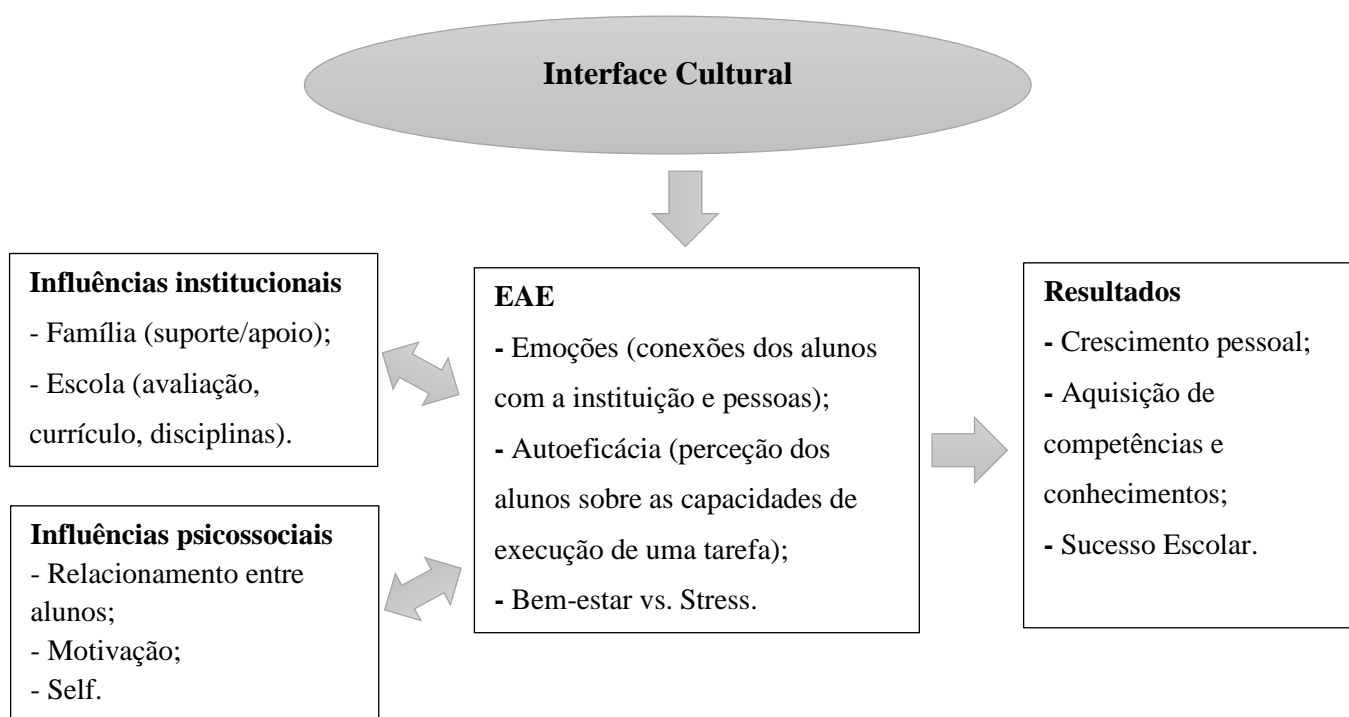 Interface Cultural
Influências institucionais
- Família (suporte/apoio);
- Escola (avaliação,
currículo, disciplinas).
Influências psicossociais
- Relacionamento entre
alunos;
- Motivação;
- Self.
EAE
- Emoções (conexões dos alunos
com a instituição e pessoas);
- Autoeficácia (perceção dos
alunos sobre as capacidades de
execução de uma tarefa);
- Bem-estar vs. Stress.
Resultados
- Crescimento pessoal;
- Aquisição de
competências e
conhecimentos;
- Sucesso Escolar.